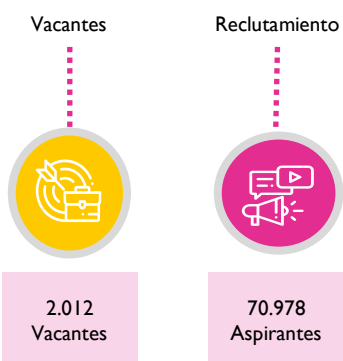 Vacantes
Reclutamiento
2.012
Vacantes
70.978
Aspirantes